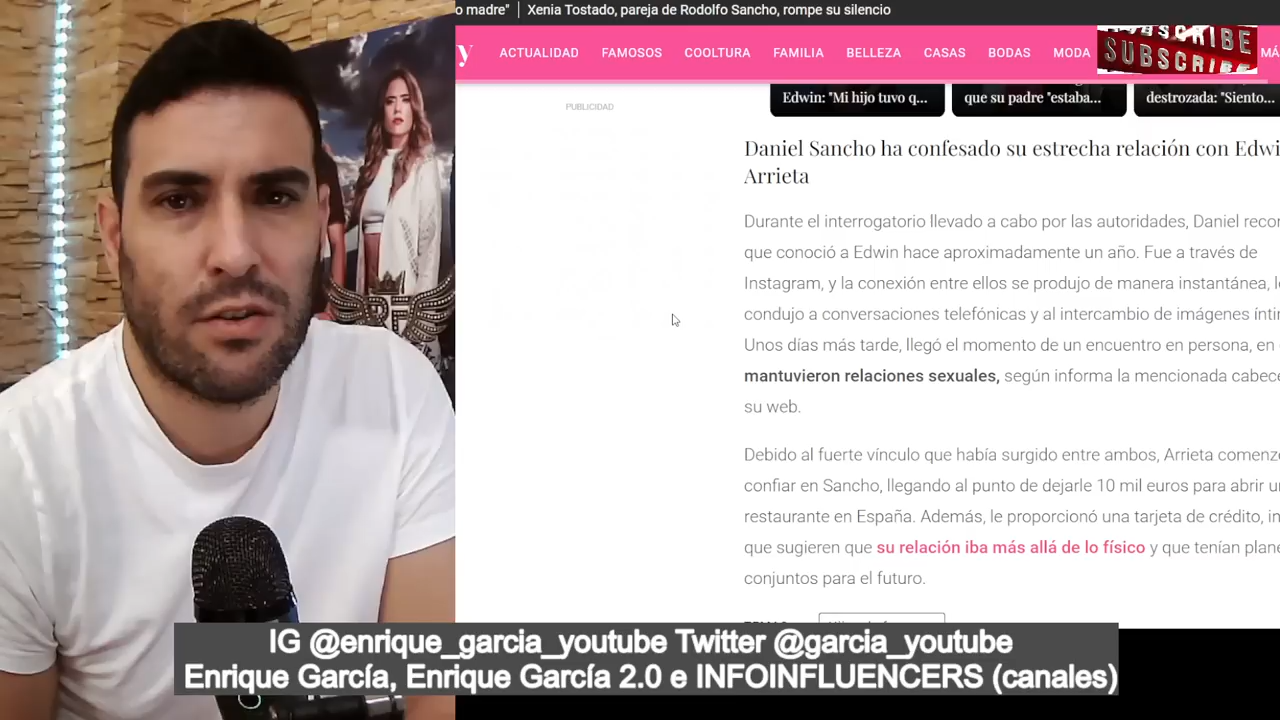 o madre" | Xenia Tostado, pareja de Rodolfo Sancho, rompe su silencio
y ACTUALIDAD FAMOSOS COOLTURA FAMILIA BELLEZA CASAS BODAS MODA MÁ
SUBSCRIBE
SUBSCRIBE
PUBLICIDAD
Edwin: "Mi hijo tuvo q...
que su padre "estaba...
destrozada: "Siento...
Daniel Sancho ha confesado su estrecha relación con Edwi
Arrieta
Durante el interrogatorio llevado a cabo por las autoridades, Daniel recon
que conoció a Edwin hace aproximadamente un año. Fue a través de
Instagram, y la conexión entre ellos se produjo de manera instantánea, l
condujo a conversaciones telefónicas y al intercambio de imágenes ínti
Unos días más tarde, llegó el momento de un encuentro en persona, en
mantuvieron relaciones sexuales, según informa la mencionada cabece
su web.
Debido al fuerte vínculo que había surgido entre ambos, Arrieta comenz
confiar en Sancho, llegando al punto de dejarle 10 mil euros para abrir u
restaurante en España. Además, le proporcionó una tarjeta de crédito, in
que sugieren que su relación iba más allá de lo físico y que tenían plane
conjuntos para el futuro.
IG @enrique_garcia_youtube Twitter @garcia_youtube
Enrique García, Enrique García 2.0 e INFOINFLUENCERS (canales)